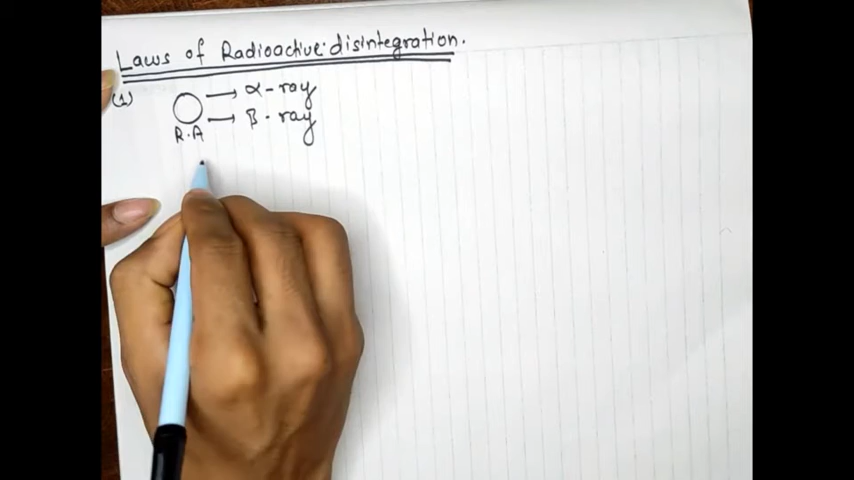 Laws of Radioactive disintegration.
(1)
α-ray
β-ray
R.A